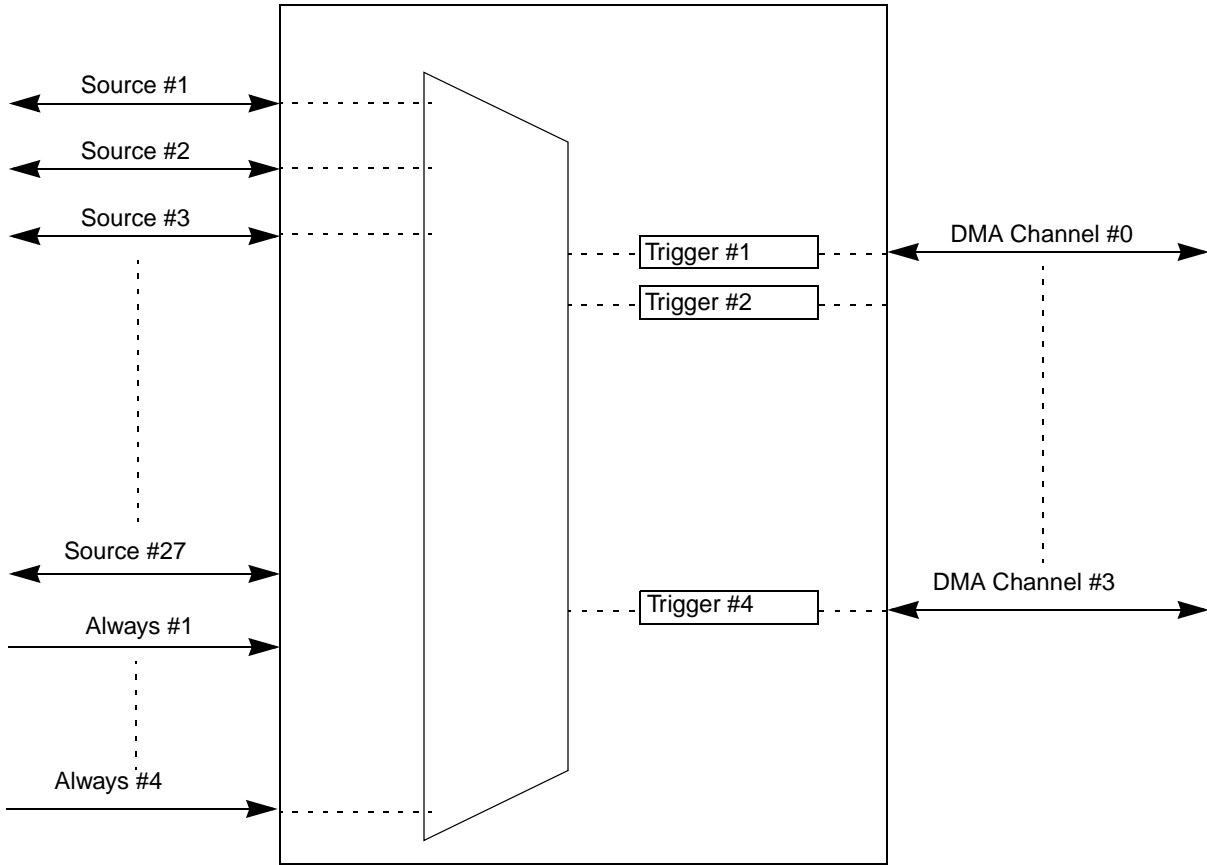 Source #1
Source #2
Source #3
Source #27
Always #1
Always #4
Trigger #1
Trigger #2
Trigger #4
DMA Channel #0
DMA Channel #3